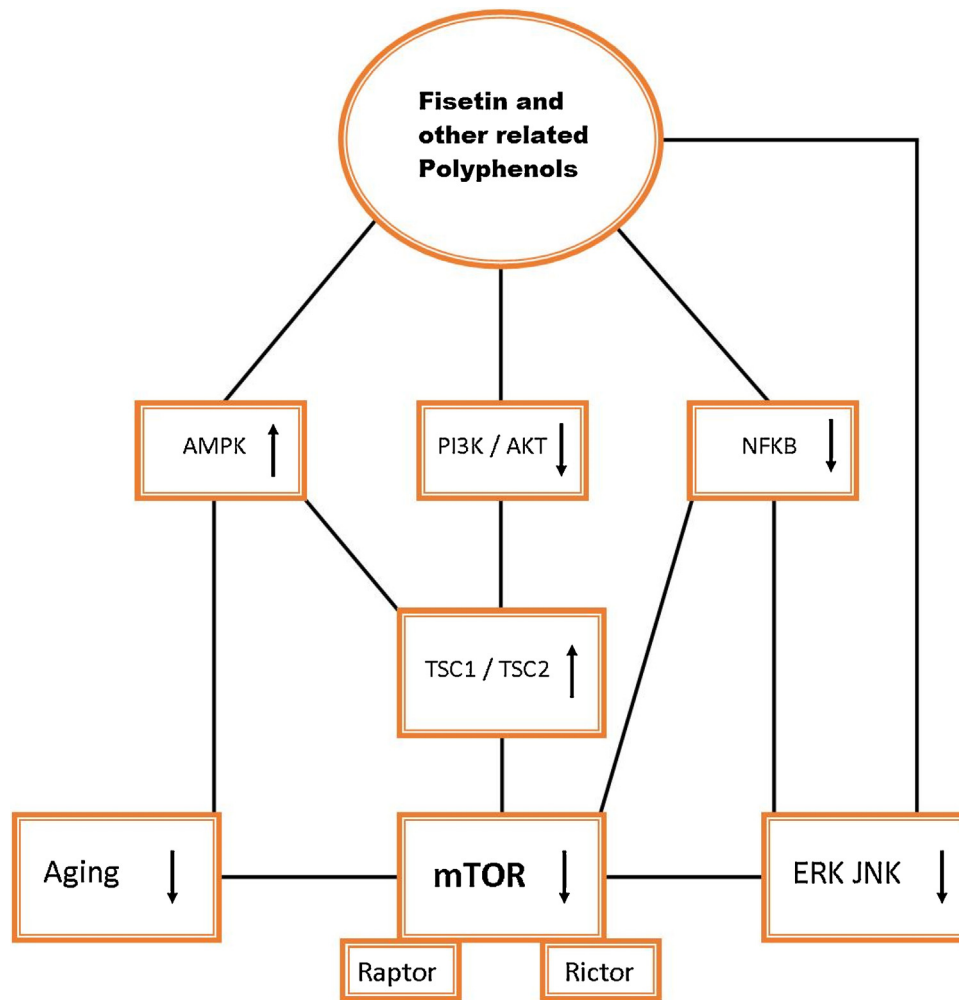 Fisetin and
other related
Polyphenols
AMPK
PI3K / AKT
NFKB
TSC1 / TSC2
Aging
mTOR
ERK JNK
Raptor
Rictor